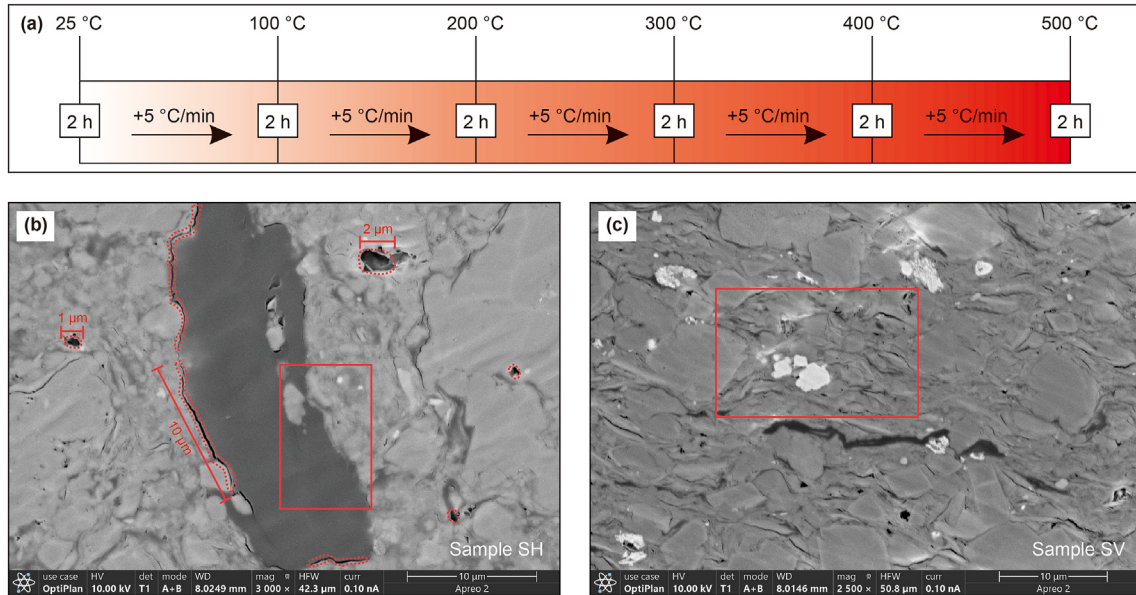 (a) 25 °C 100 °C 200 °C 300 °C 400 °C 500 °C
2 h +5 °C/min 2 h +5 °C/min 2 h +5 °C/min 2 h +5 °C/min 2 h +5 °C/min 2 h
(b)
2 μm
1 μm
10 μm
Sample SH
use case HV det mode WD mag HFW curr 10 μm
OptiPlan 10.00 kV T1 A+B 8.0249 mm 3 000 × 42.3 μm 0.10 nA Apreo 2
(c)
Sample SV
use case HV det mode WD mag HFW curr 10 μm
OptiPlan 10.00 kV T1 A+B 8.0146 mm 2 500 × 50.8 μm 0.10 nA Apreo 2